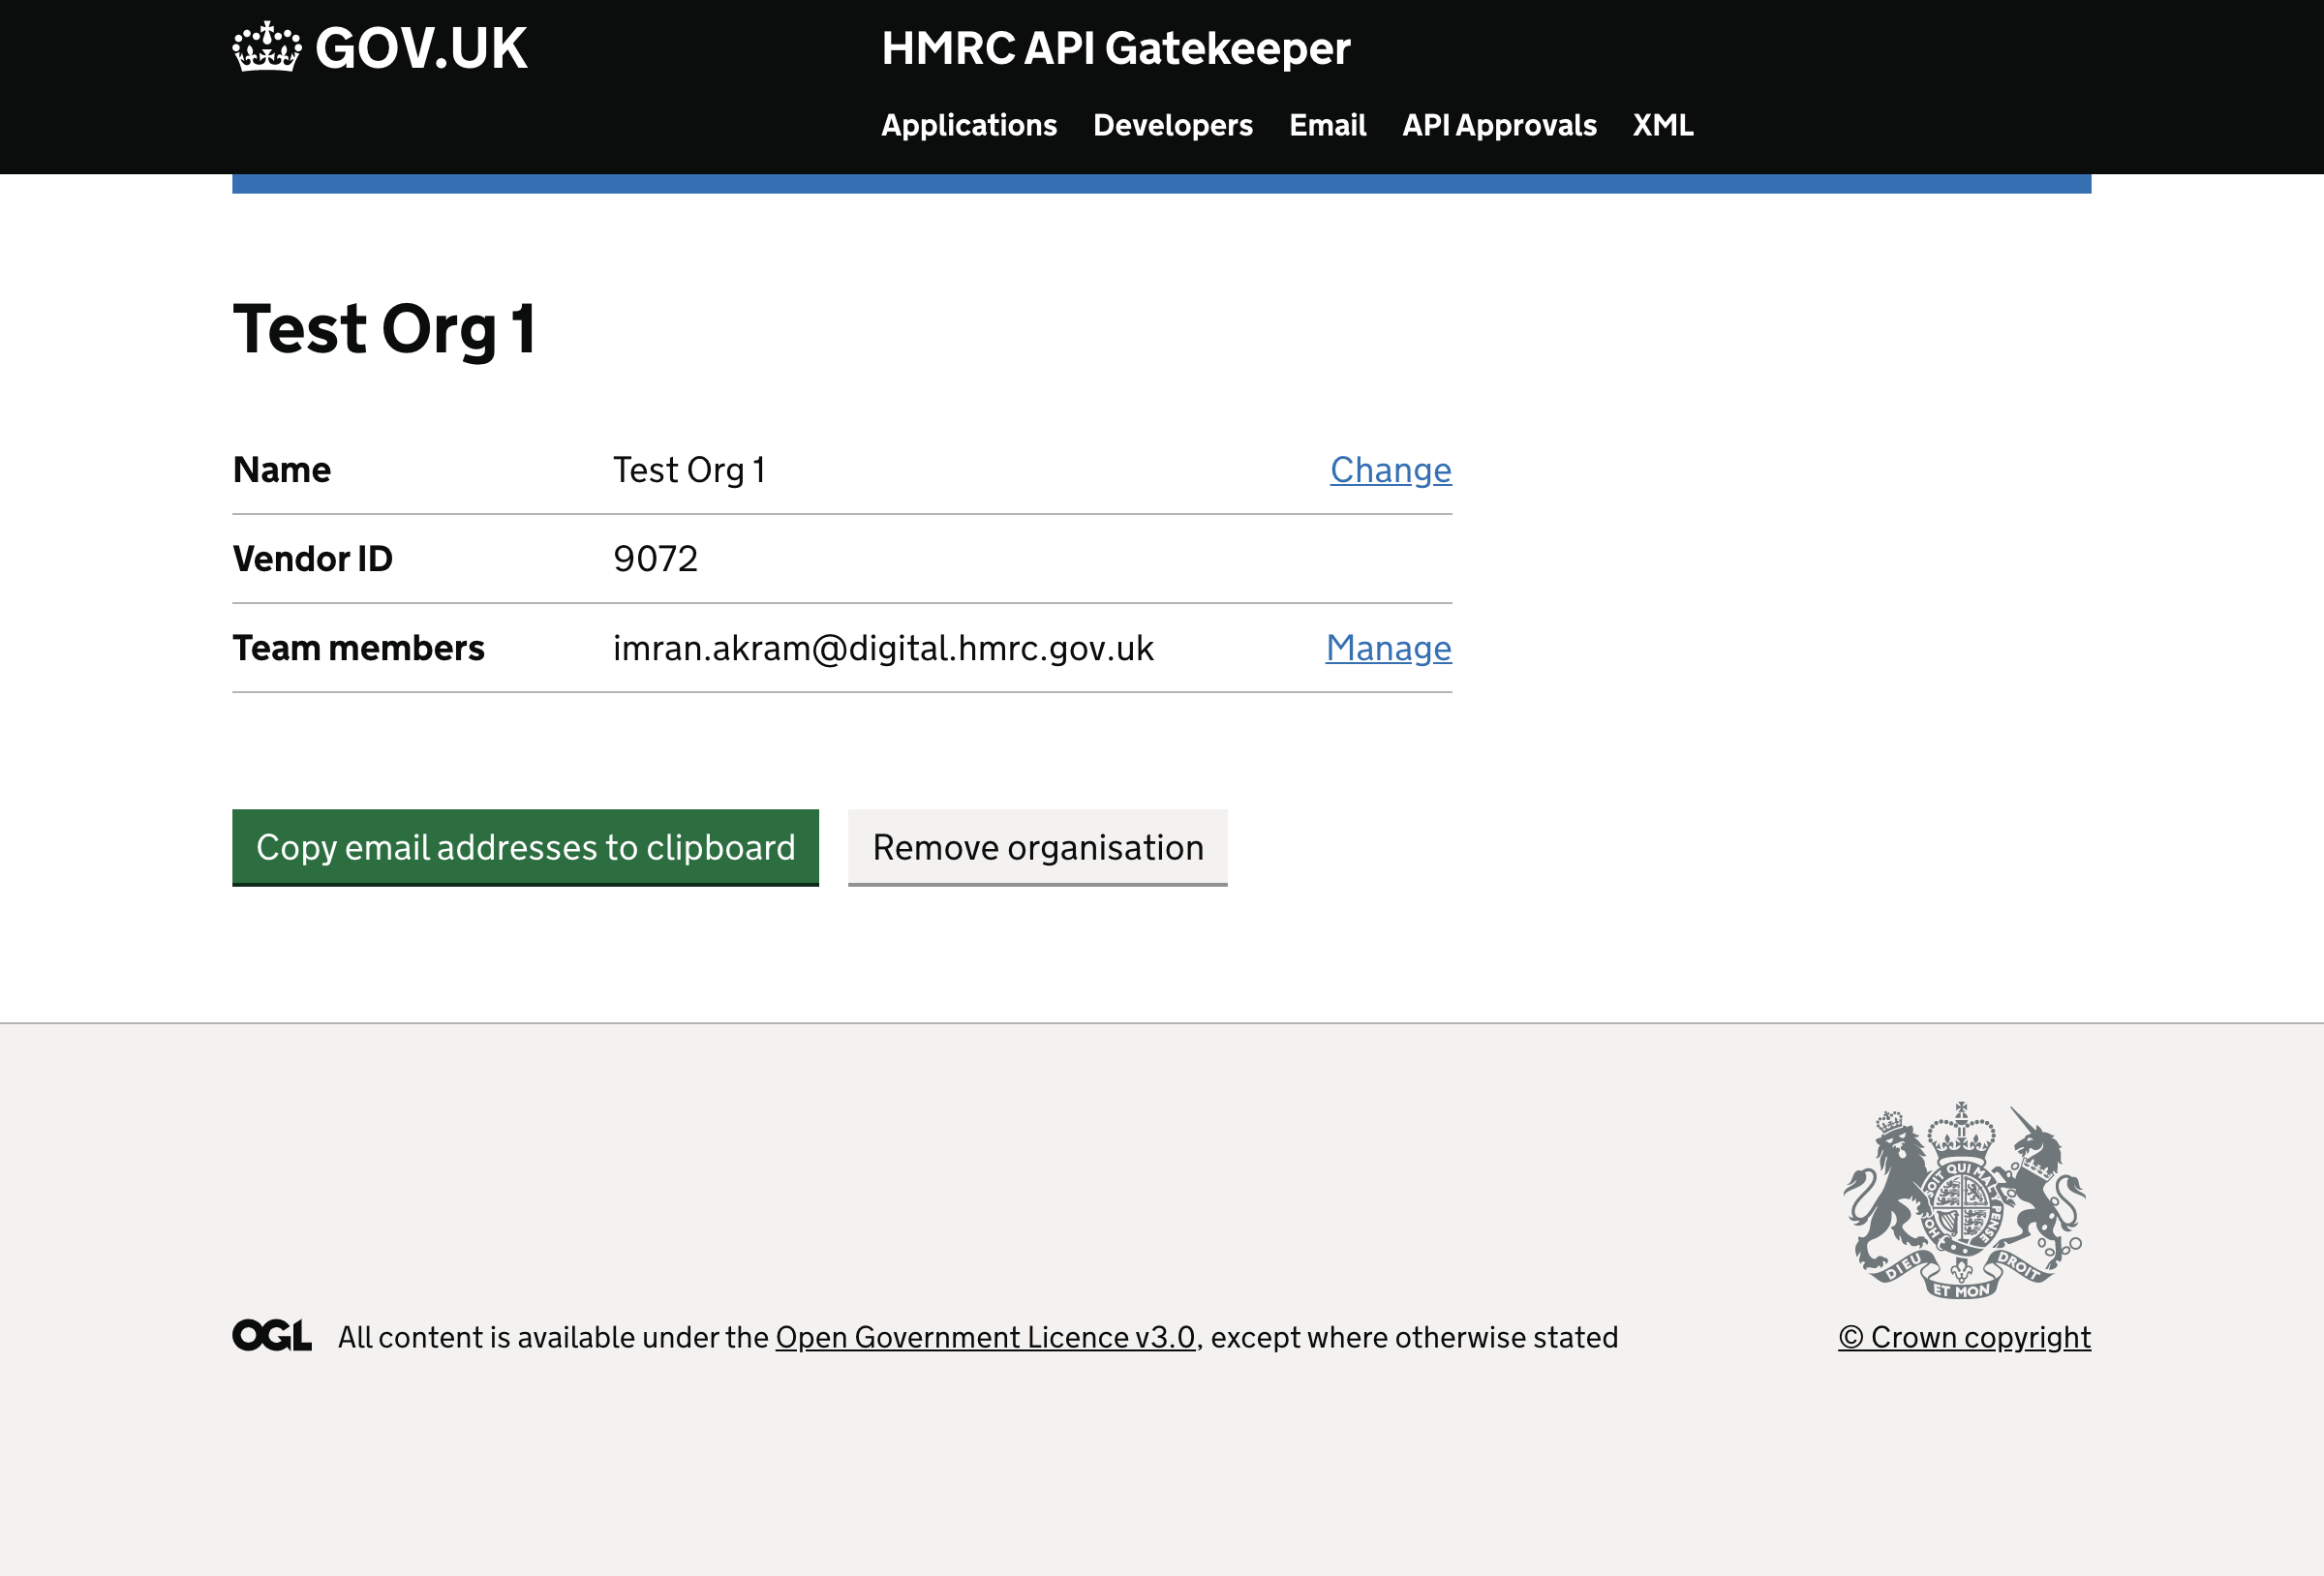 GOV.UK
HMRC API Gatekeeper
Applications Developers Email API Approvals XML
Test Org 1
Name Test Org 1 Change
Vendor ID 9072
Team members imran.akram@digital.hmrc.gov.uk Manage
Copy email addresses to clipboard Remove organisation
SOIT QUI MAL Y PENSE
DIEU ET MON DROIT
OGL All content is available under the Open Government Licence v3.0, except where otherwise stated
© Crown copyright